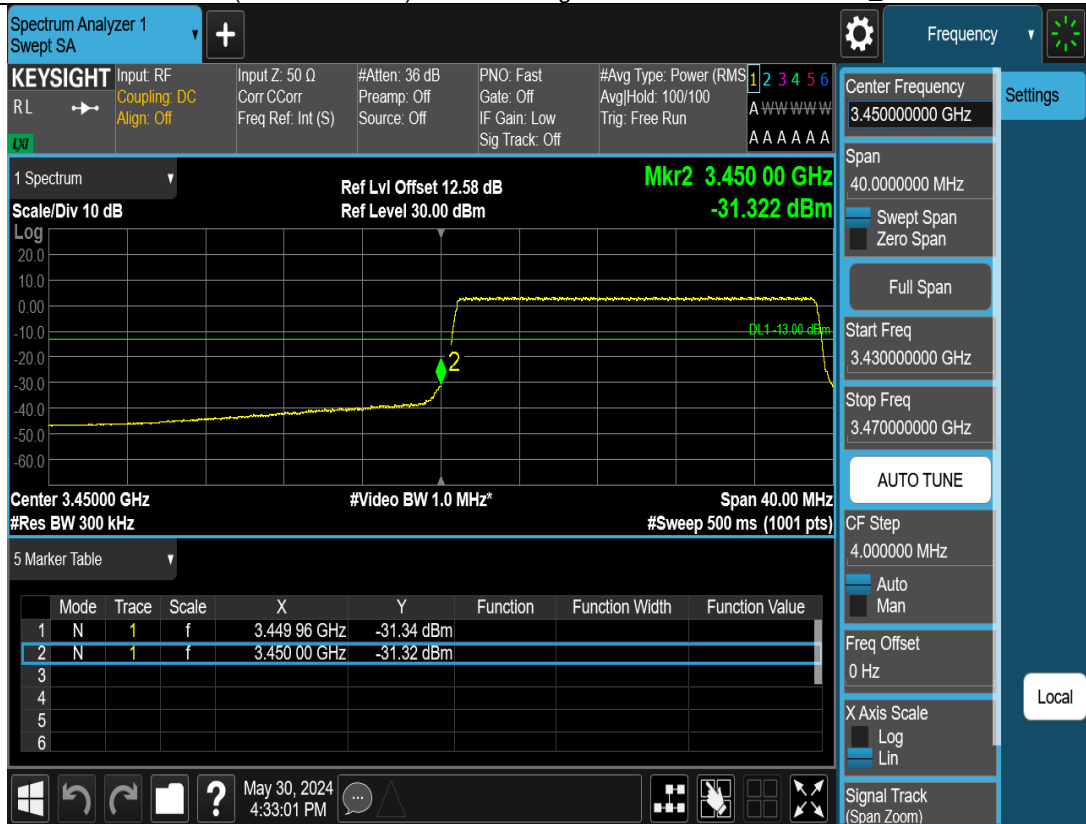 Spectrum Analyzer 1
Swept SA
+
Frequency
KEYSIGHT
RL
LXI
Input: RF
Coupling: DC
Align: Off
Input Z: 50 Ω
Corr CCorr
Freq Ref: Int (S)
#Atten: 36 dB
Preamp: Off
Source: Off
PNO: Fast
Gate: Off
IF Gain: Low
Sig Track: Off
#Avg Type: Power (RMS
Avg|Hold: 100/100
Trig: Free Run
1 2 3 4 5 6
A W W W W W
A A A A A A
1 Spectrum
Scale/Div 10 dB
Ref Lvl Offset 12.58 dB
Ref Level 30.00 dBm
Mkr2 3.450 00 GHz
-31.322 dBm
Log
20.0
10.0
0.00
-10.0
-20.0
-30.0
-40.0
-50.0
-60.0
DL1 -13.00 dBm
2
Center 3.45000 GHz
#Res BW 300 kHz
#Video BW 1.0 MHz*
Span 40.00 MHz
#Sweep 500 ms (1001 pts)
5 Marker Table
Mode Trace Scale X Y Function Function Width Function Value
1 N 1 f 3.449 96 GHz -31.34 dBm
2 N 1 f 3.450 00 GHz -31.32 dBm
3
4
5
6
May 30, 2024
4:33:01 PM
Center Frequency
3.450000000 GHz
Settings
Span
40.0000000 MHz
Swept Span
Zero Span
Full Span
Start Freq
3.430000000 GHz
Stop Freq
3.470000000 GHz
AUTO TUNE
CF Step
4.000000 MHz
Auto
Man
Freq Offset
0 Hz
Local
X Axis Scale
Log
Lin
Signal Track
(Span Zoom)